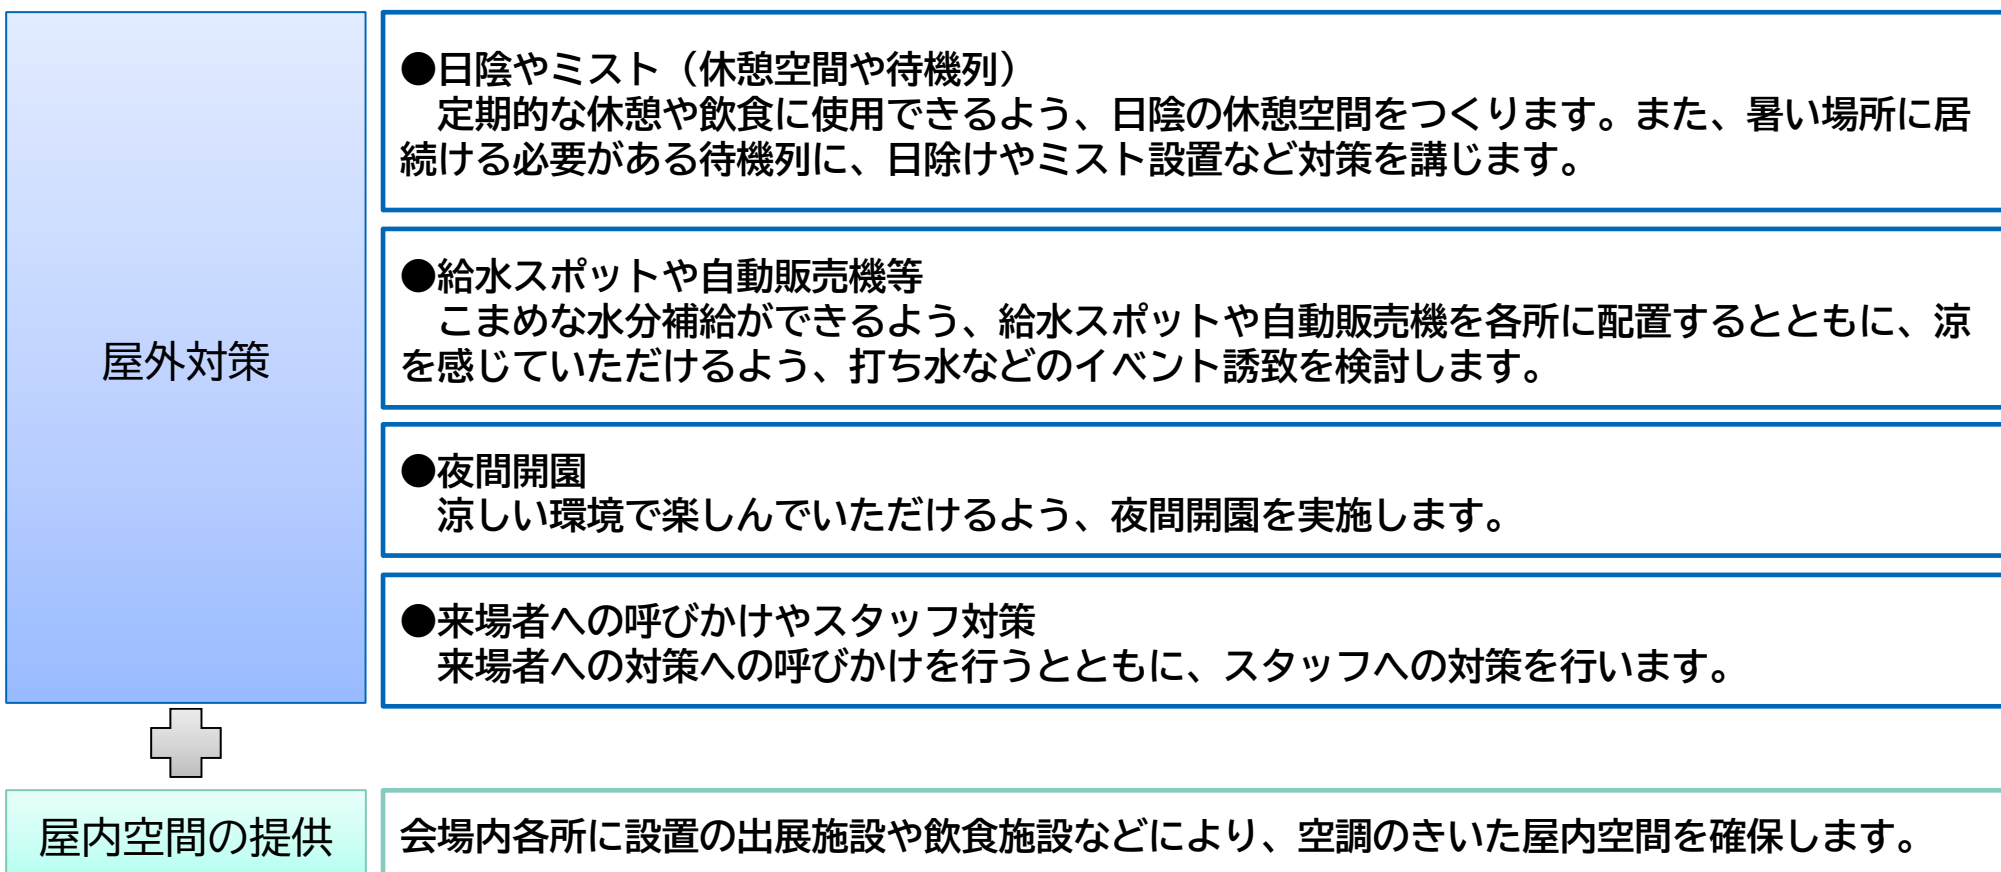 屋外対策
●日陰やミスト（休憩空間や待機列）
　定期的な休憩や飲食に使用できるよう、日陰の休憩空間をつくります。また、暑い場所に居
続ける必要がある待機列に、日除けやミスト設置など対策を講じます。
●給水スポットや自動販売機等
　こまめな水分補給ができるよう、給水スポットや自動販売機を各所に配置するとともに、涼
を感じていただけるよう、打ち水などのイベント誘致を検討します。
●夜間開園
　涼しい環境で楽しんでいただけるよう、夜間開園を実施します。
●来場者への呼びかけやスタッフ対策
　来場者への対策への呼びかけを行うとともに、スタッフへの対策を行います。
屋内空間の提供
会場内各所に設置の出展施設や飲食施設などにより、空調のきいた屋内空間を確保します。